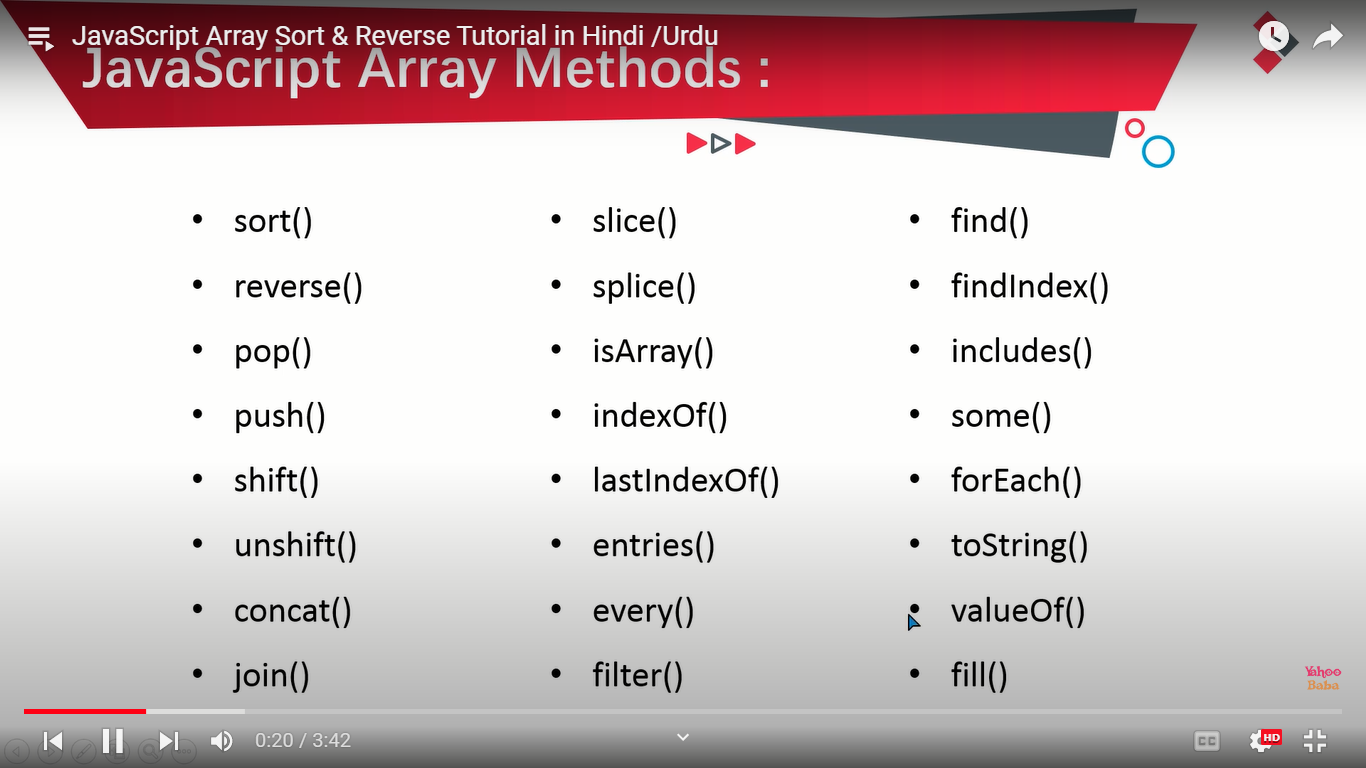 JavaScript Array Sort & Reverse Tutorial in Hindi /Urdu
JavaScript Array Methods :
• sort()
• reverse()
• pop()
• push()
• shift()
• unshift()
• concat()
• join()
• slice()
• splice()
• isArray()
• indexOf()
• lastIndexOf()
• entries()
• every()
• filter()
• find()
• findIndex()
• includes()
• some()
• forEach()
• toString()
• valueOf()
• fill()
Yahoo
Baba
0:20 / 3:42
CC
HD